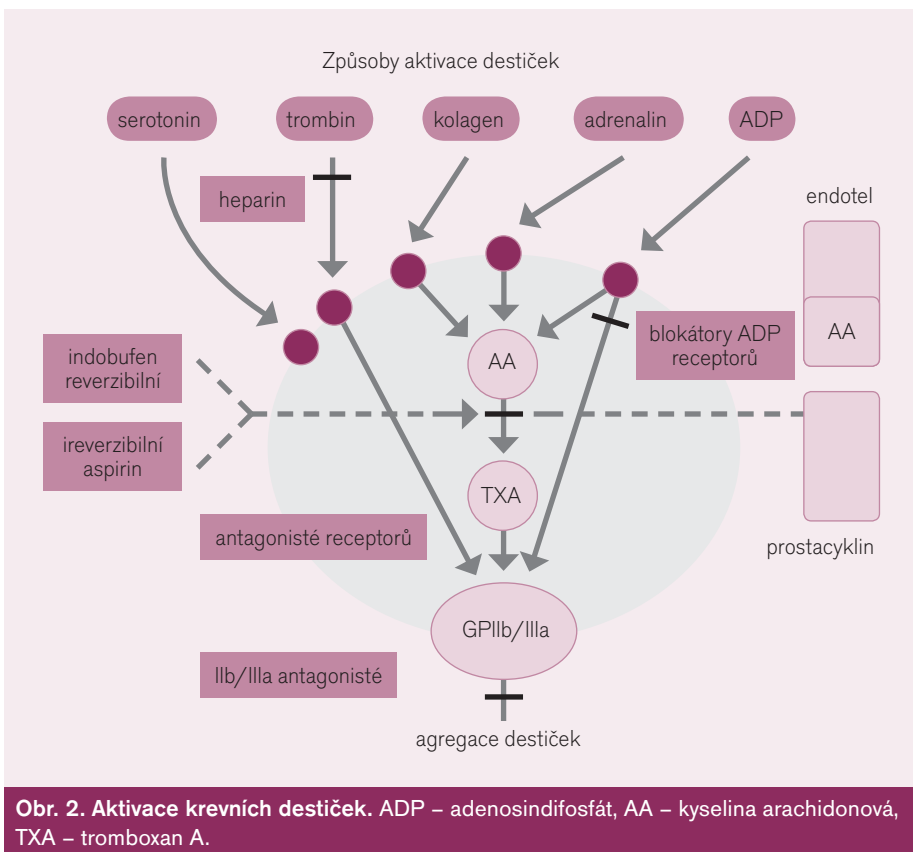 Způsoby aktivace destiček
serotonin
trombin
kolagen
adrenalin
ADP
heparin
endotel
indobufen
reverzibilní
AA
blokátory ADP
receptorů
AA
ireverzibilní
aspirin
TXA
antagonisté receptorů
prostacyklin
GPIIb/IIIa
IIb/IIIa antagonisté
agregace destiček
Obr. 2. Aktivace krevních destiček. ADP – adenosindifosfát, AA – kyselina arachidonová,
TXA – tromboxan A.